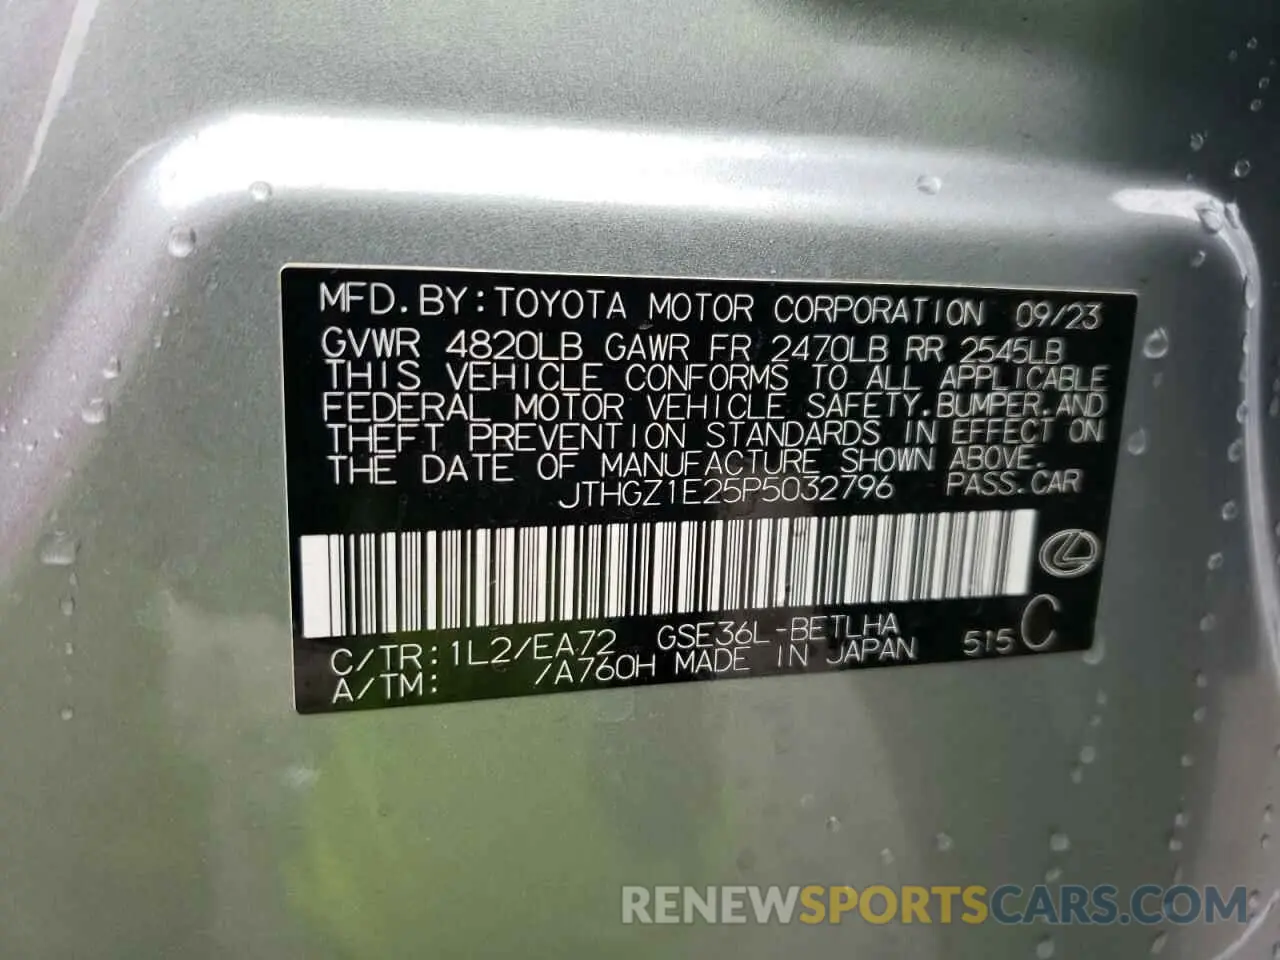 MFD. BY: TOYOTA MOTOR CORPORATION 09/23
GVWR 4820LB GAWR FR 2470LB RR 2545LB
THIS VEHICLE CONFORMS TO ALL APPLICABLE
FEDERAL MOTOR VEHICLE SAFETY, BUMPER, AND
THEFT PREVENTION STANDARDS IN EFFECT ON
THE DATE OF MANUFACTURE SHOWN ABOVE.
JTHGZ1E25P5032796 PASS. CAR
C/TR: 1L2/EA72 GSE36L-BETLHA
A/TM: /A760H MADE IN JAPAN 515 C
RENEWSPORTSCARS.COM